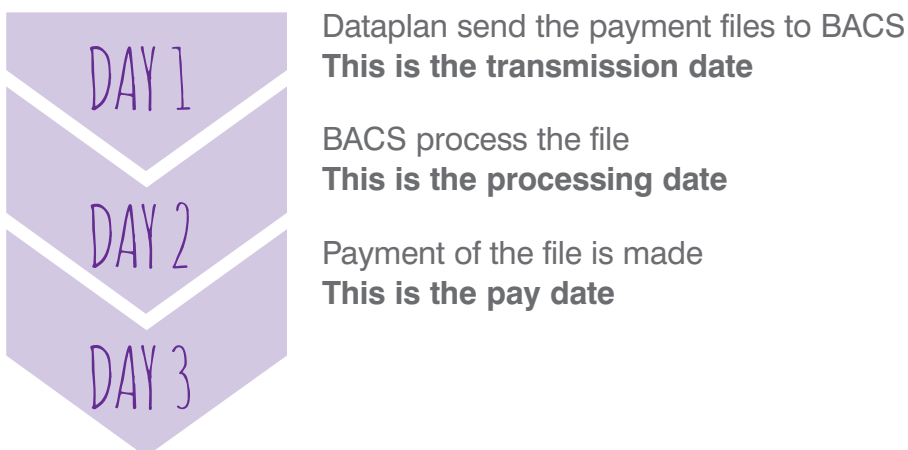 DAY 1
Dataplan send the payment files to BACS
This is the transmission date
DAY 2
BACS process the file
This is the processing date
DAY 3
Payment of the file is made
This is the pay date